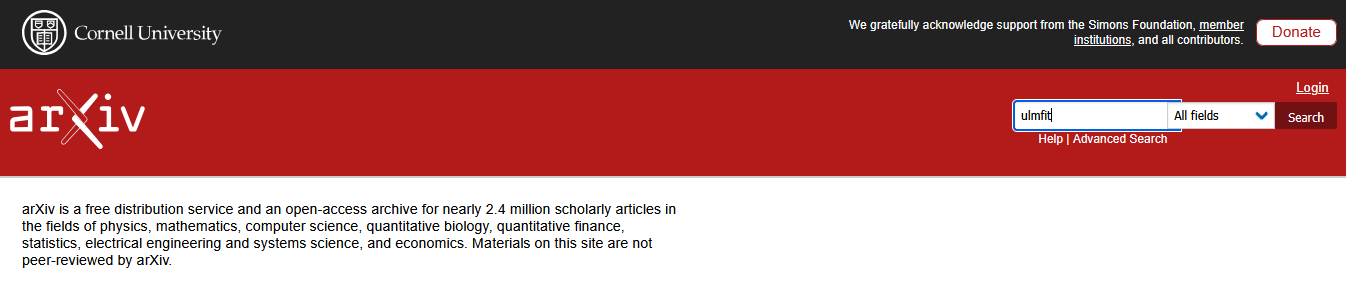 Cornell University
We gratefully acknowledge support from the Simons Foundation, member
institutions, and all contributors.
Donate
arXiv
Login
ulmfit
All fields
Search
Help | Advanced Search
arXiv is a free distribution service and an open-access archive for nearly 2.4 million scholarly articles in
the fields of physics, mathematics, computer science, quantitative biology, quantitative finance,
statistics, electrical engineering and systems science, and economics. Materials on this site are not
peer-reviewed by arXiv.